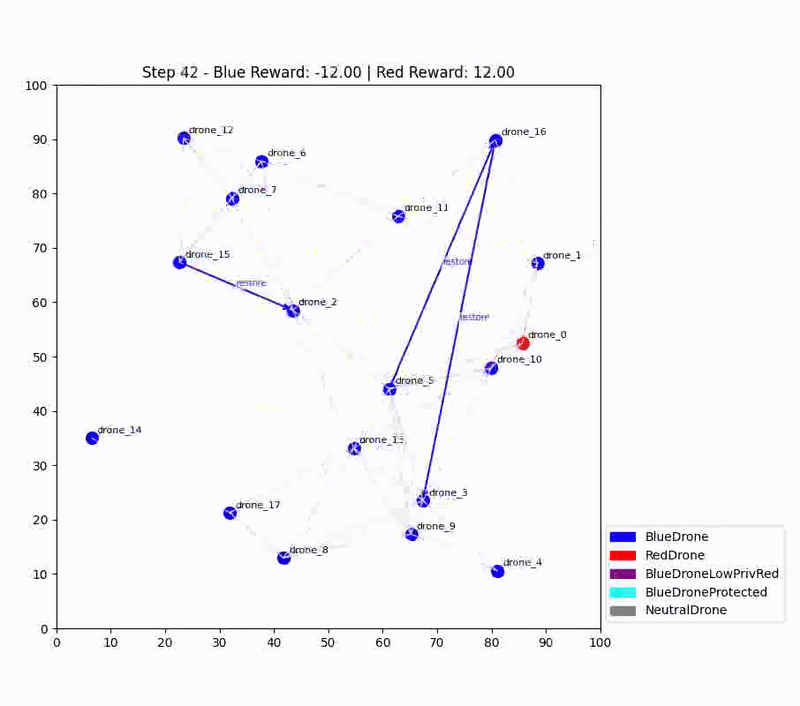 Step 42 - Blue Reward: -12.00 | Red Reward: 12.00
100
90
80
70
60
50
40
30
20
10
0
0 10 20 30 40 50 60 70 80 90 100
drone_12
drone_16
drone_6
drone_7
drone_11
drone_15
drone_1
restore
restore
drone_2
restore
drone_0
drone_10
drone_5
drone_14
drone_13
drone_3
drone_17
drone_9
drone_8
drone_4
BlueDrone
RedDrone
BlueDroneLowPrivRed
BlueDroneProtected
NeutralDrone